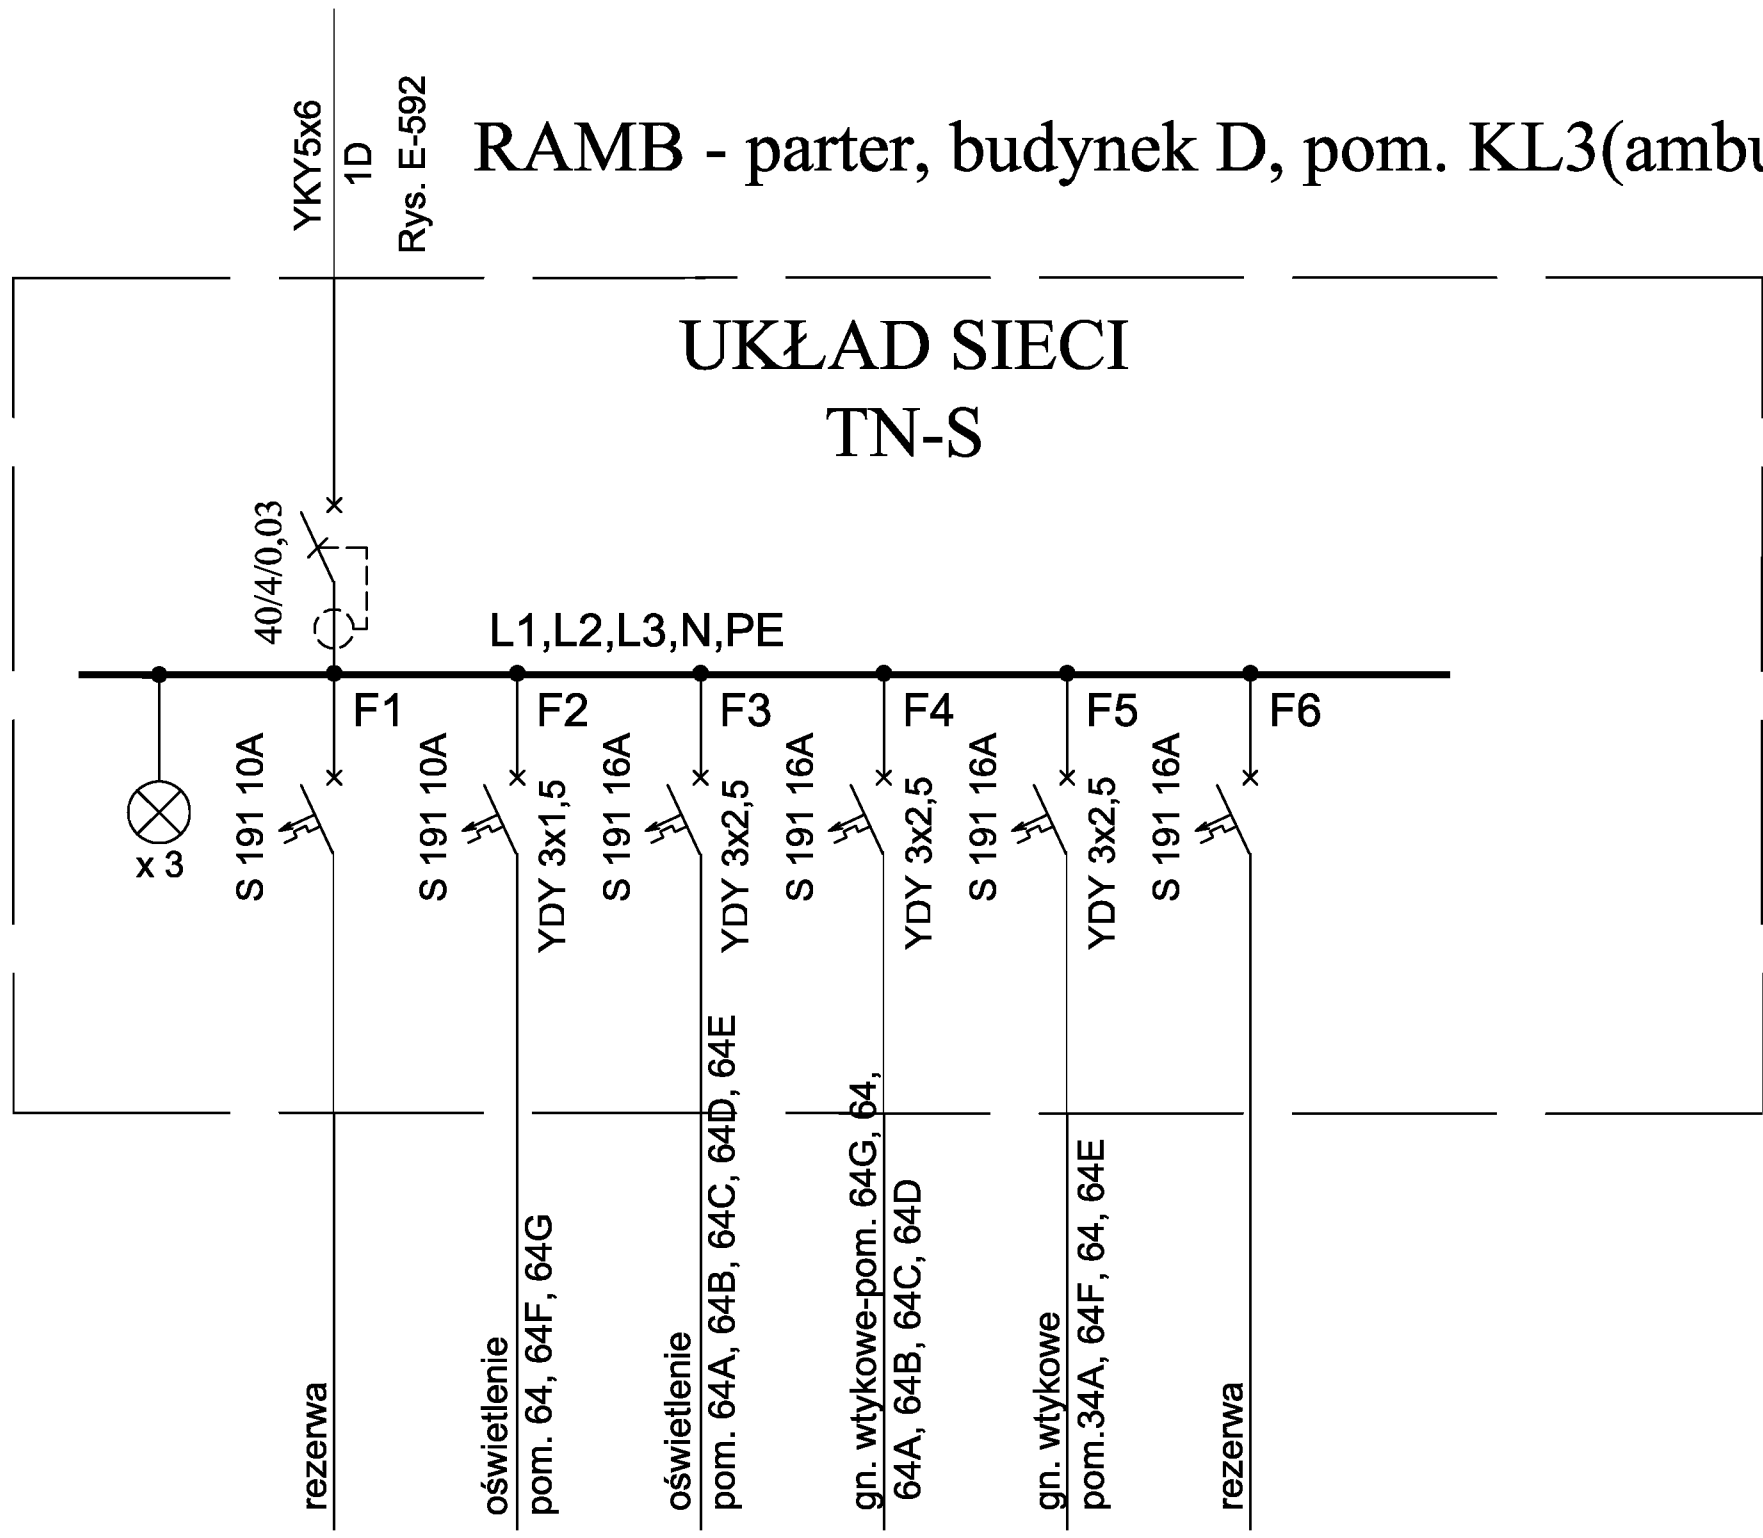 YKY5x6
1D
Rys. E-592
RAMB - parter, budynek D, pom. KL3(ambu
UKŁAD SIECI
TN-S
40/4/0,03
L1,L2,L3,N,PE
x 3
F1
S 191 10A
rezerwa
F2
S 191 10A
YDY 3x1,5
oświetlenie
pom. 64, 64F, 64G
F3
S 191 16A
YDY 3x2,5
oświetlenie
pom. 64A, 64B, 64C, 64D, 64E
F4
S 191 16A
YDY 3x2,5
gn. wtykowe-pom. 64G, 64,
64A, 64B, 64C, 64D
F5
S 191 16A
YDY 3x2,5
gn. wtykowe
pom.34A, 64F, 64, 64E
F6
S 191 16A
rezerwa